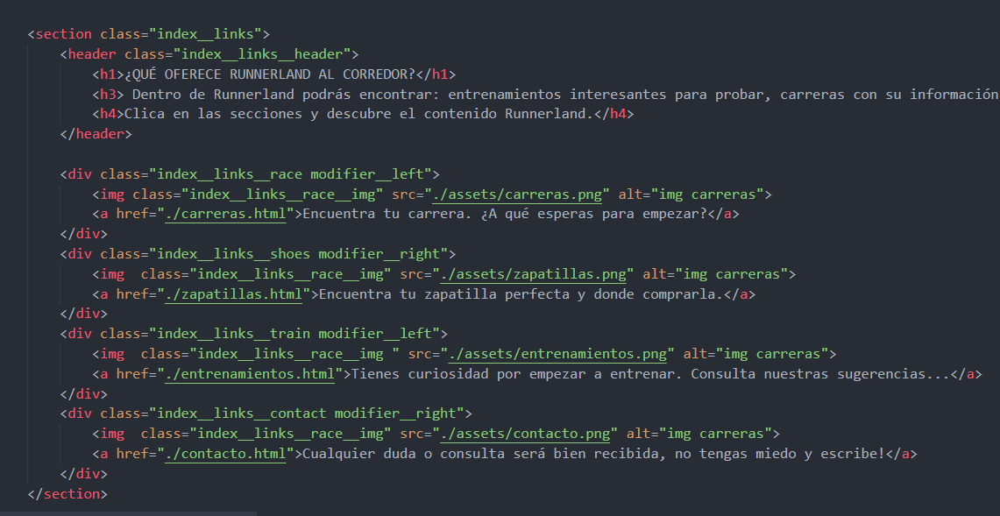 <section class="index__links">
<header class="index__links__header">
<h1>¿QUÉ OFERECE RUNNERLAND AL CORREDOR?</h1>
<h3> Dentro de Runnerland podrás encontrar: entrenamientos interesantes para probar, carreras con su información
<h4>Clica en las secciones y descubre el contenido Runnerland.</h4>
</header>
<div class="index__links__race modifier__left">
<img class="index__links__race__img" src="./assets/carreras.png" alt="img carreras">
<a href="./carreras.html">Encuentra tu carrera. ¿A qué esperas para empezar?</a>
</div>
<div class="index__links__shoes modifier__right">
<img  class="index__links__race__img" src="./assets/zapatillas.png" alt="img carreras">
<a href="./zapatillas.html">Encuentra tu zapatilla perfecta y donde comprarla.</a>
</div>
<div class="index__links__train modifier__left">
<img  class="index__links__race__img " src="./assets/entrenamientos.png" alt="img carreras">
<a href="./entrenamientos.html">Tienes curiosidad por empezar a entrenar. Consulta nuestras sugerencias...</a>
</div>
<div class="index__links__contact modifier__right">
<img  class="index__links__race__img" src="./assets/contacto.png" alt="img carreras">
<a href="./contacto.html">Cualquier duda o consulta será bien recibida, no tengas miedo y escribe!</a>
</div>
</section>